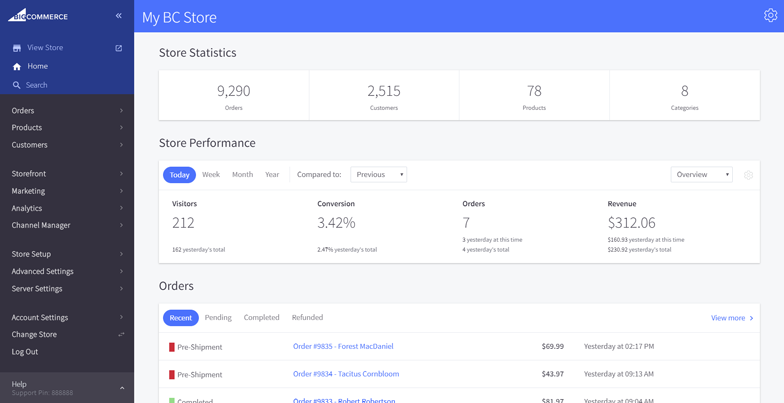 BIGCOMMERCE
My BC Store
View Store
Home
Search
Orders
Products
Customers
Storefront
Marketing
Analytics
Channel Manager
Store Setup
Advanced Settings
Server Settings
Account Settings
Change Store
Log Out
Help
Support Pin: 888888
Store Statistics
9,290 2,515 78 8
Orders Customers Products Categories
Store Performance
Today Week Month Year Compared to: Previous Overview
Visitors Conversion Orders Revenue
212 3.42% 7 $312.06
3 yesterday at this time $160.93 yesterday at this time
162 yesterday's total 2.47% yesterday's total 4 yesterday's total $230.92 yesterday's total
Orders
Recent Pending Completed Refunded View more
Pre-Shipment Order #9835 - Forest MacDaniel $69.99 Yesterday at 02:17 PM
Pre-Shipment Order #9834 - Tacitus Cornbloom $43.97 Yesterday at 09:13 AM
Completed Order #9833 - Robert Robertson $81.97 Yesterday at 09:04 AM